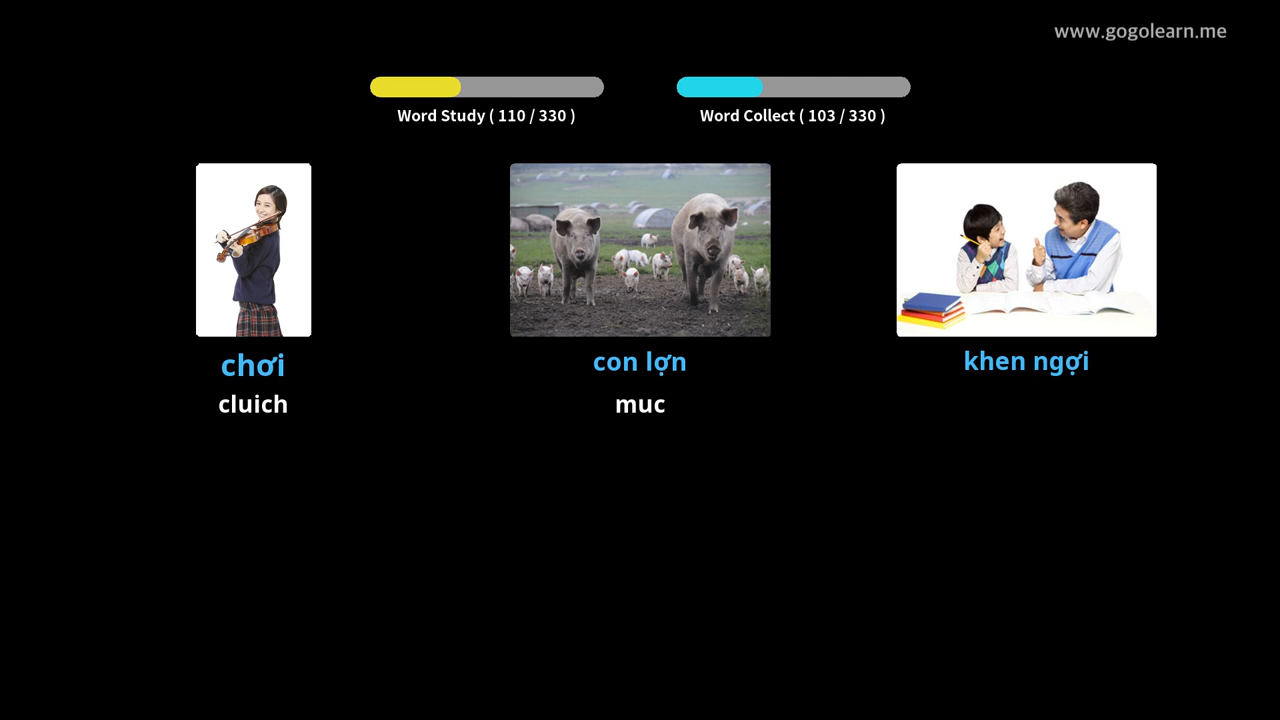 www.gogolearn.me
Word Study ( 110 / 330 )
Word Collect ( 103 / 330 )
chơi
cluich
con lợn
muc
khen ngợi